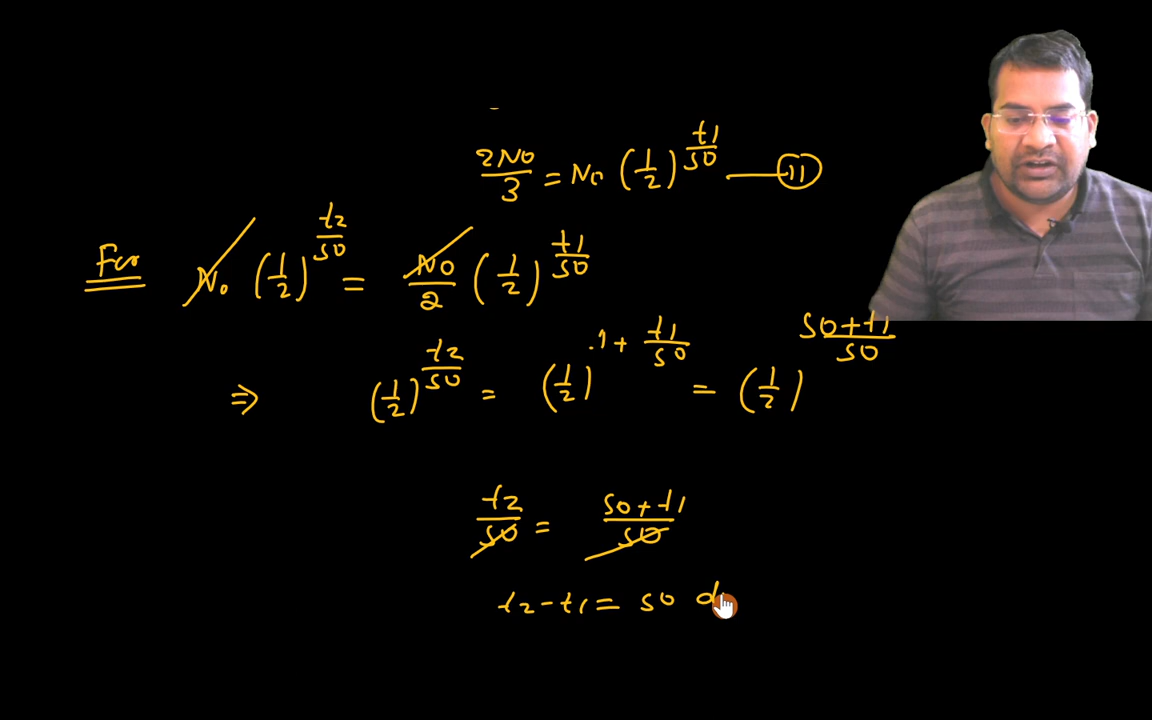 2N0/3 = N0 (1/2)^(t1/50) —— (11)
For N0 (1/2)^(t2/50) = N0/2 (1/2)^(t1/50)
⇒ (1/2)^(t2/50) = (1/2)^(1 + t1/50) = (1/2)^((50+t1)/50)
t2/50 = (50+t1)/50
t2 - t1 = 50 d